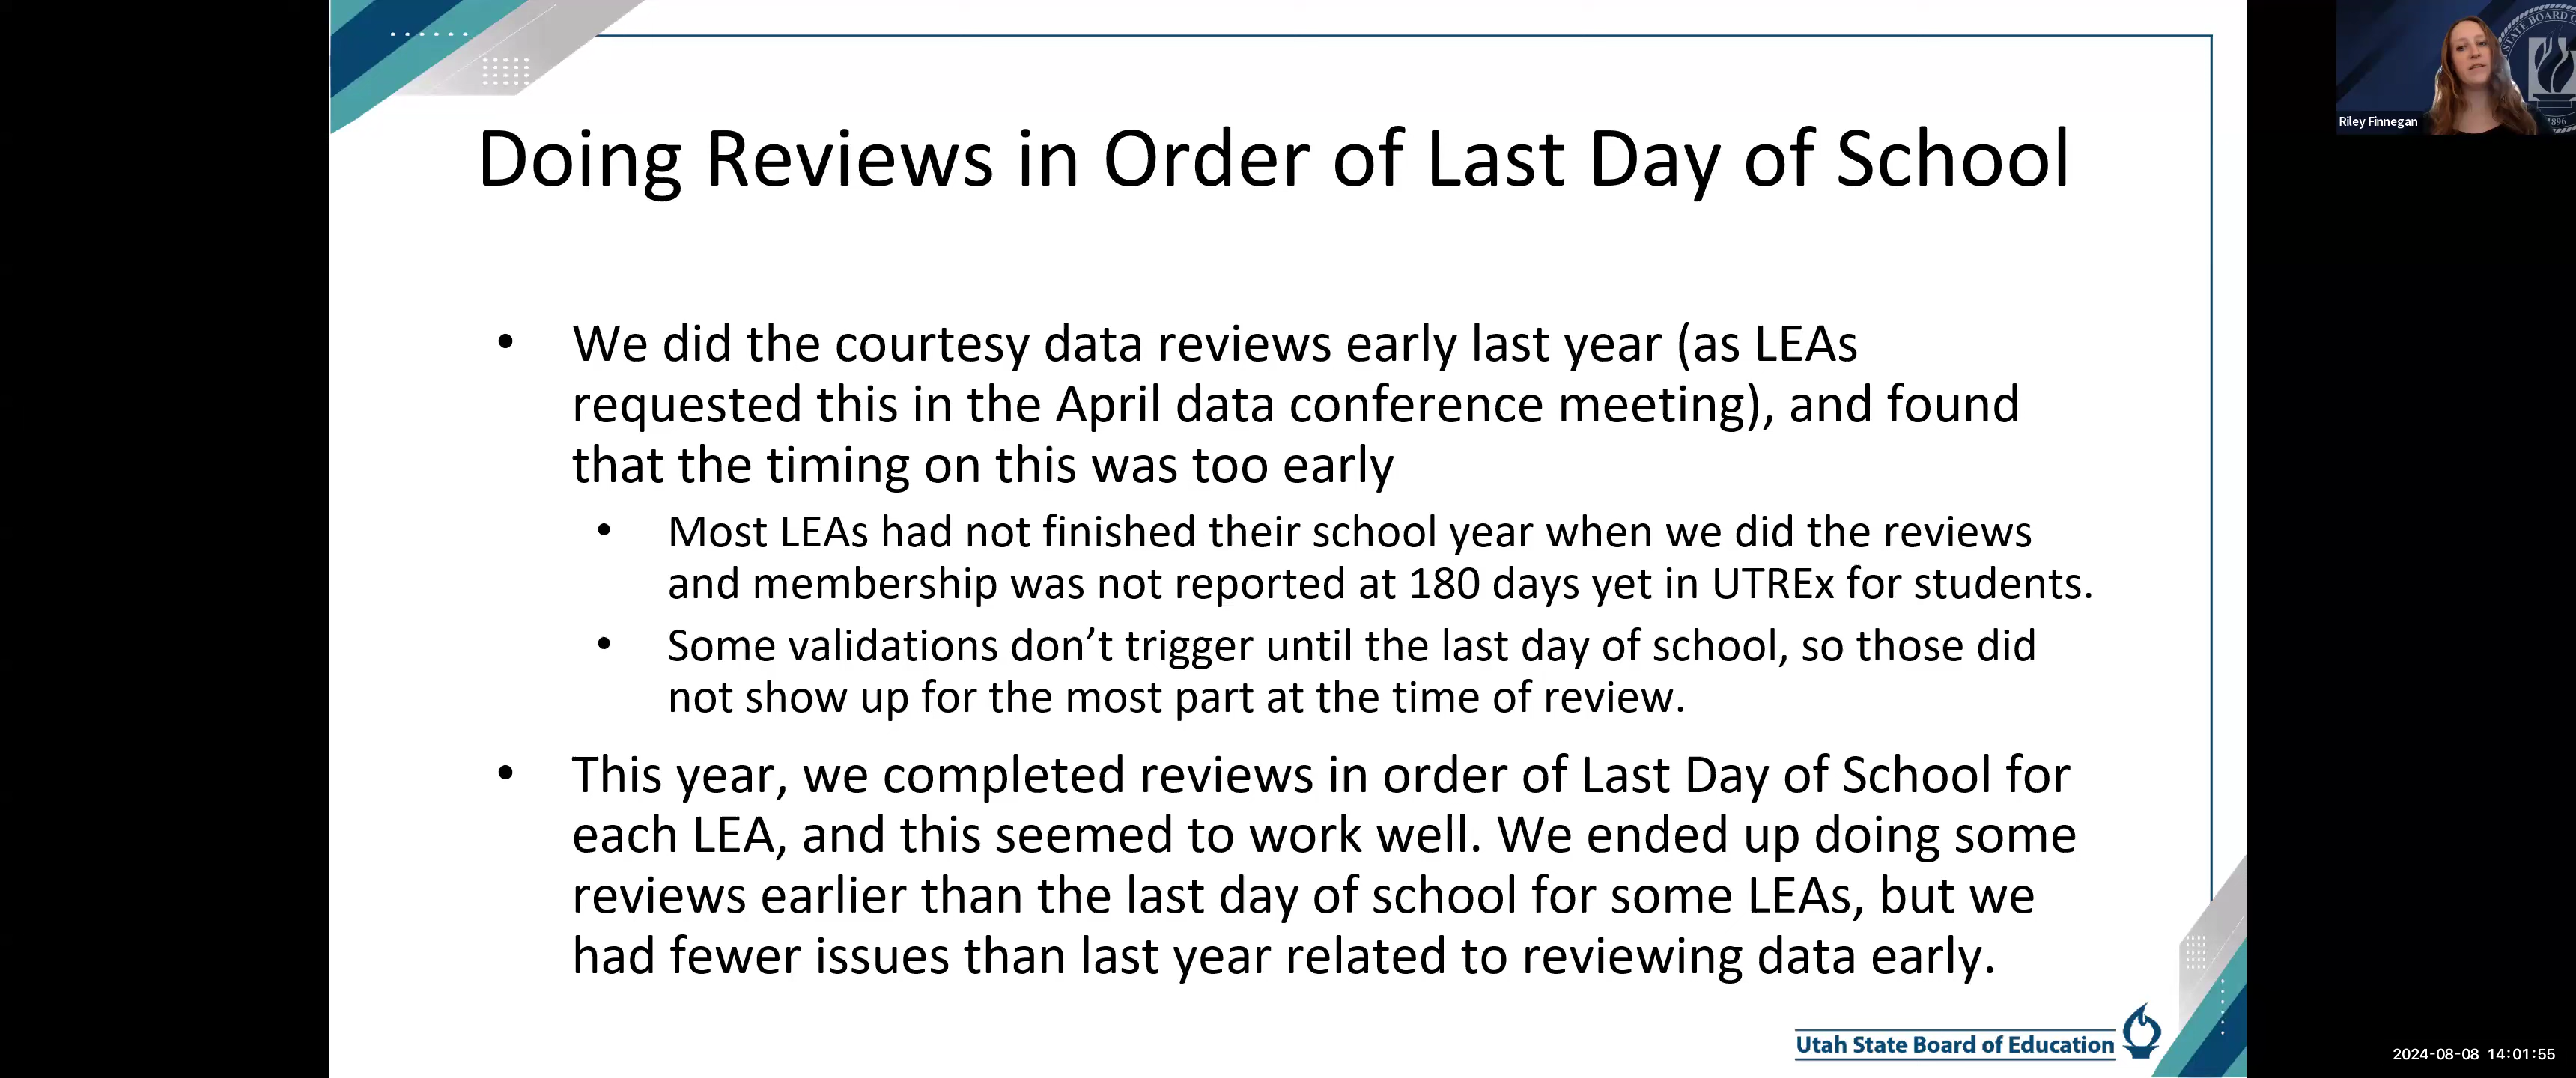 Doing Reviews in Order of Last Day of School
• We did the courtesy data reviews early last year (as LEAs
requested this in the April data conference meeting), and found
that the timing on this was too early
• Most LEAs had not finished their school year when we did the reviews
and membership was not reported at 180 days yet in UTREx for students.
• Some validations don’t trigger until the last day of school, so those did
not show up for the most part at the time of review.
• This year, we completed reviews in order of Last Day of School for
each LEA, and this seemed to work well. We ended up doing some
reviews earlier than the last day of school for some LEAs, but we
had fewer issues than last year related to reviewing data early.
Utah State Board of Education
STATE BOARD O
1896
Riley Finnegan
2024-08-08 14:01:55